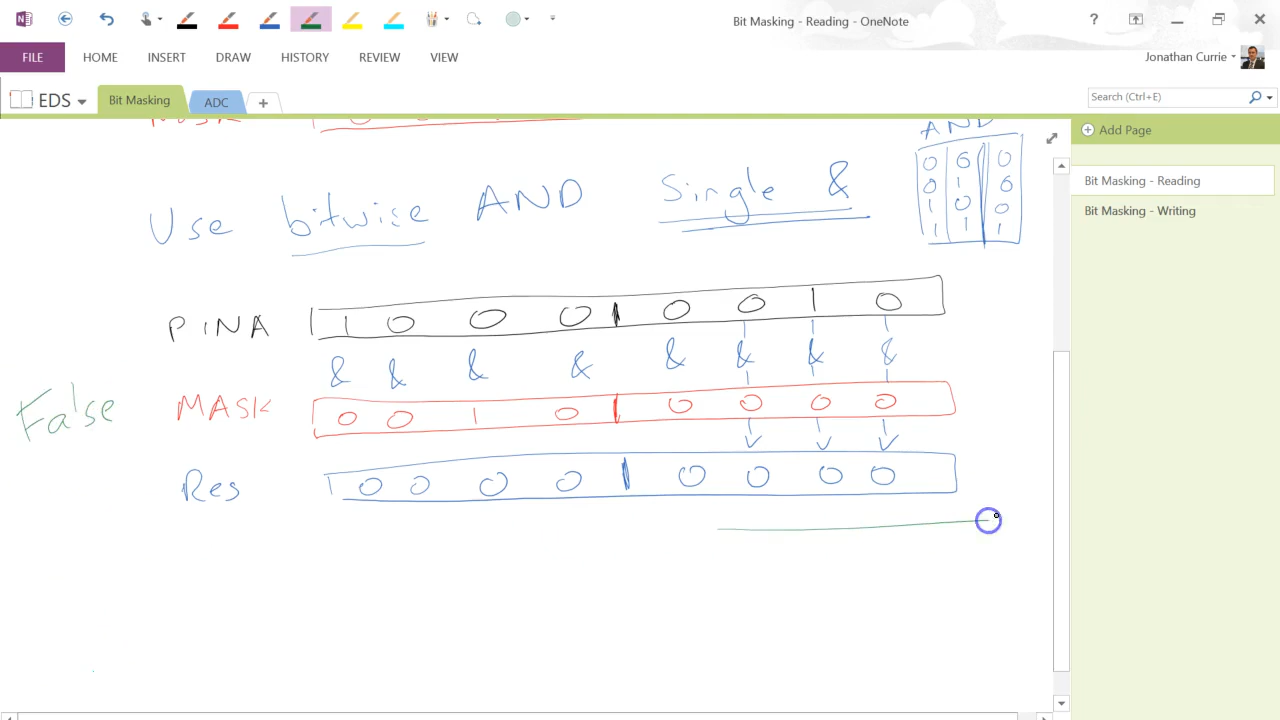 Bit Masking - Reading - OneNote
?
FILE
HOME
INSERT
DRAW
HISTORY
REVIEW
VIEW
Jonathan Currie
EDS
Bit Masking
ADC
+
Search (Ctrl+E)
Add Page
Bit Masking - Reading
Bit Masking - Writing
AND
0 0 0
0 1 0
1 0 0
1 1 1
Use bitwise AND Single &
PINA 1 0 0 0 | 0 0 1 0
& & & & & & & &
False MASK 0 0 1 0 | 0 0 0 0
Res 0 0 0 0 | 0 0 0 0